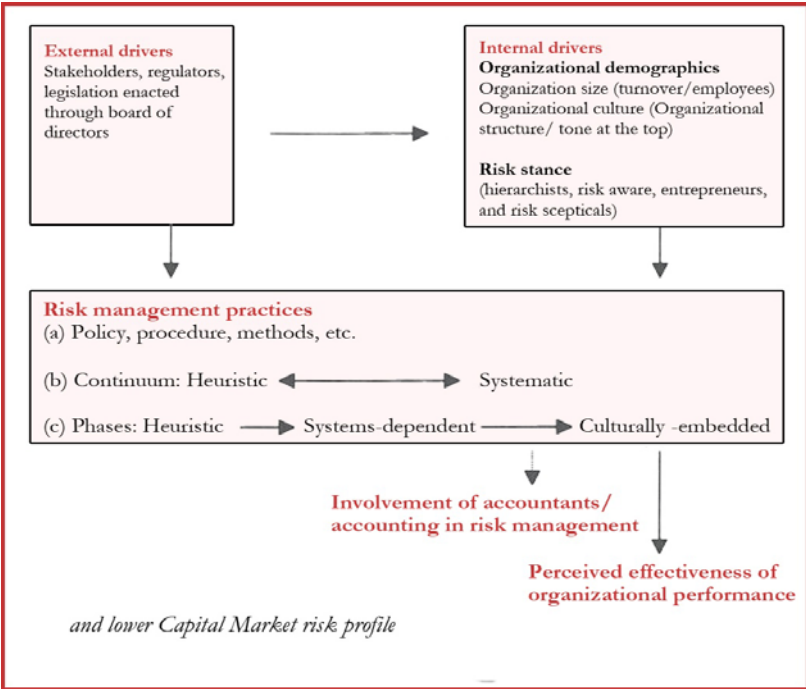 External drivers
Stakeholders, regulators,
legislation enacted
through board of
directors
Internal drivers
Organizational demographics
Organization size (turnover/employees)
Organizational culture (Organizational
structure/ tone at the top)
Risk stance
(hierarchists, risk aware, entrepreneurs,
and risk scepticals)
Risk management practices
(a) Policy, procedure, methods, etc.
(b) Continuum: Heuristic Systematic
(c) Phases: Heuristic Systems-dependent Culturally -embedded
Involvement of accountants/
accounting in risk management
Perceived effectiveness of
organizational performance
and lower Capital Market risk profile